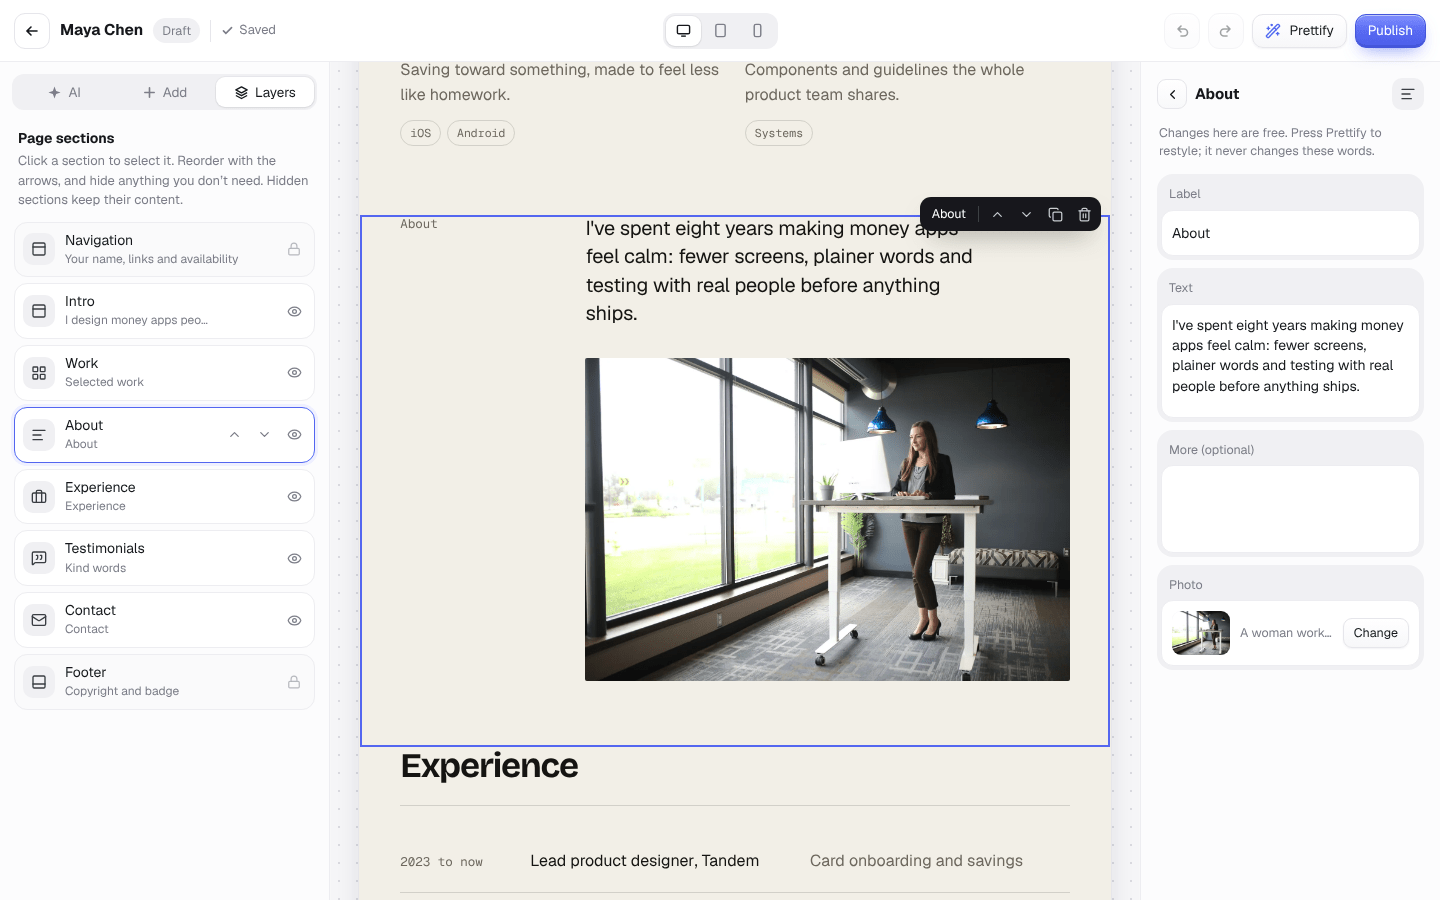 Maya Chen
Draft
Saved
Prettify
Publish
AI
Add
Layers
Page sections
Click a section to select it. Reorder with the
arrows, and hide anything you don't need. Hidden
sections keep their content.
Navigation
Your name, links and availability
Intro
I design money apps peo...
Work
Selected work
About
About
Experience
Experience
Testimonials
Kind words
Contact
Contact
Footer
Copyright and badge
Saving toward something, made to feel less
like homework.
iOS
Android
Components and guidelines the whole
product team shares.
Systems
About
About
I've spent eight years making money apps
feel calm: fewer screens, plainer words and
testing with real people before anything
ships.
Experience
2023 to now
Lead product designer, Tandem
Card onboarding and savings
About
Changes here are free. Press Prettify to
restyle; it never changes these words.
Label
About
Text
I've spent eight years making money
apps feel calm: fewer screens,
plainer words and testing with real
people before anything ships.
More (optional)
Photo
A woman work...
Change